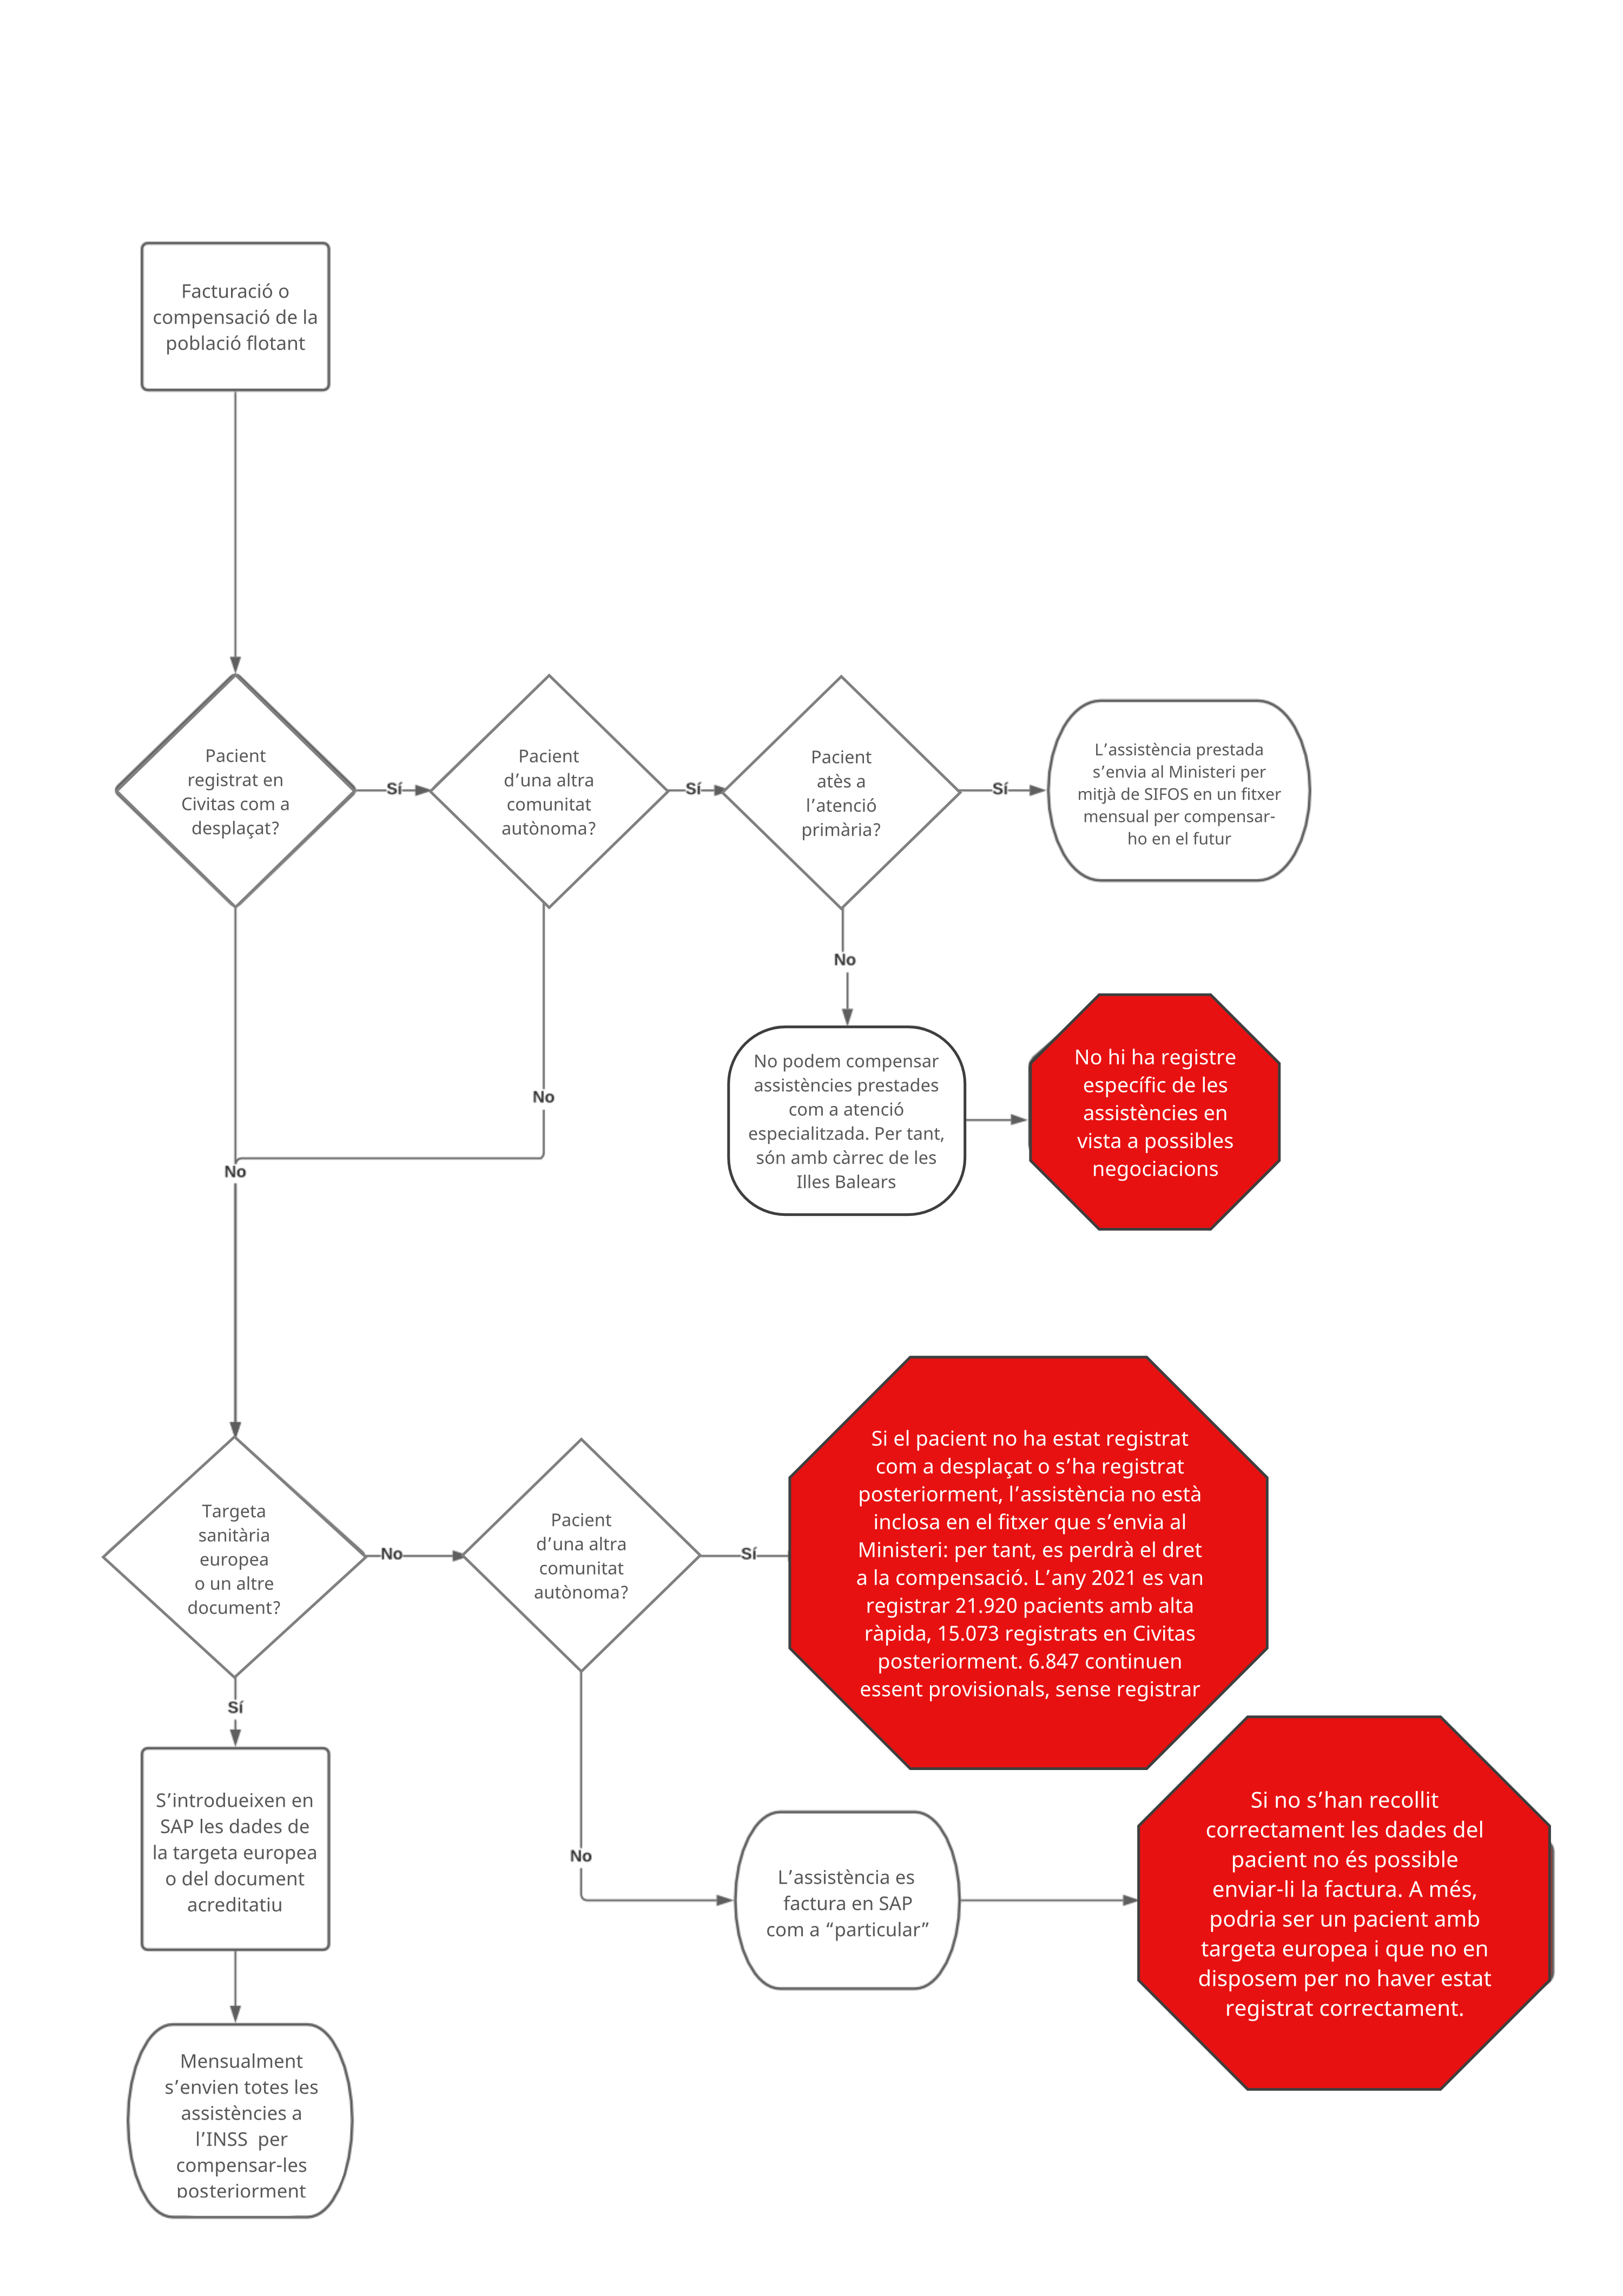 Facturació o
compensació de la
població flotant
Pacient
registrat en
Civitas com a
desplaçat?
Sí
Pacient
d’una altra
comunitat
autònoma?
Sí
Pacient
atès a
l’atenció
primària?
Sí
L’assistència prestada
s’envia al Ministeri per
mitjà de SIFOS en un fitxer
mensual per compensar-
ho en el futur
No
No podem compensar
assistències prestades
com a atenció
especialitzada. Per tant,
són amb càrrec de les
Illes Balears
No hi ha registre
específic de les
assistències en
vista a possibles
negociacions
No
No
Targeta
sanitària
europea
o un altre
document?
No
Pacient
d’una altra
comunitat
autònoma?
Sí
Si el pacient no ha estat registrat
com a desplaçat o s’ha registrat
posteriorment, l’assistència no està
inclosa en el fitxer que s’envia al
Ministeri: per tant, es perdrà el dret
a la compensació. L’any 2021 es van
registrar 21.920 pacients amb alta
ràpida, 15.073 registrats en Civitas
posteriorment. 6.847 continuen
essent provisionals, sense registrar
Sí
S’introdueixen en
SAP les dades de
la targeta europea
o del document
acreditatiu
No
L’assistència es
factura en SAP
com a “particular”
Si no s’han recollit
correctament les dades del
pacient no és possible
enviar-li la factura. A més,
podria ser un pacient amb
targeta europea i que no en
disposem per no haver estat
registrat correctament.
Mensualment
s’envien totes les
assistències a
l’INSS  per
compensar-les
posteriorment